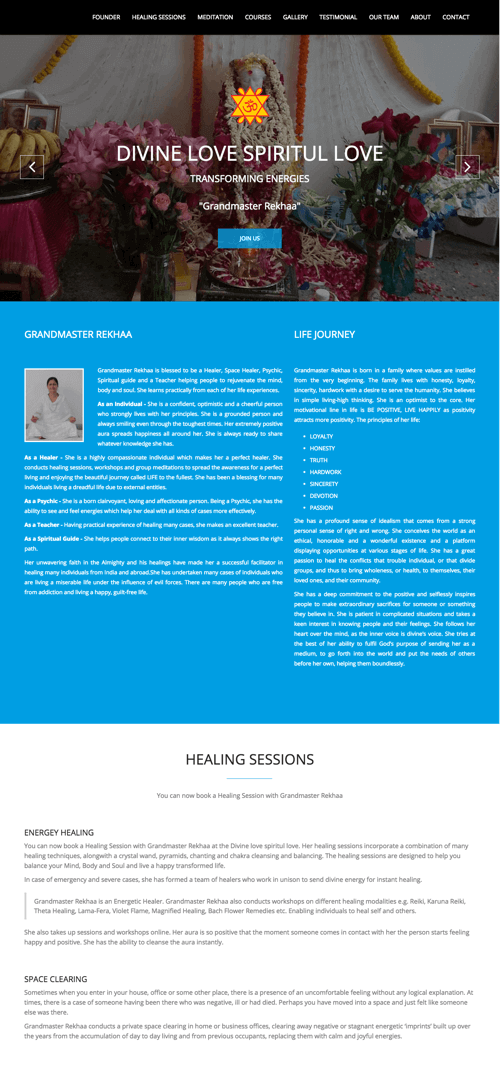 FOUNDER HEALING SESSIONS MEDITATION COURSES GALLERY TESTIMONIAL OUR TEAM ABOUT CONTACT
ॐ
DIVINE LOVE SPIRITUL LOVE
TRANSFORMING ENERGIES
"Grandmaster Rekhaa"
JOIN US
GRANDMASTER REKHAA
Grandmaster Rekhaa is blessed to be a Healer, Space Healer, Psychic,
Spiritual guide and a Teacher helping people to rejuvenate the mind,
body and soul. She learns practically from each of her life experiences.
As an Individual - She is a confident, optimistic and a cheerful person
who strongly lives with her principles. She is a grounded person and
always smiling even through the toughest times. Her extremely positive
aura spreads happiness all around her. She is always ready to share
whatever knowledge she has.
As a Healer - She is a highly compassionate individual which makes her a perfect healer. She
conducts healing sessions, workshops and group meditations to spread the awareness for a perfect
living and enjoying the beautiful journey called LIFE to the fullest. She has been a blessing for many
individuals living a dreadful life due to external entities.
As a Psychic - She is a born clairvoyant, loving and affectionate person. Being a Psychic, she has the
ability to see and feel energies which help her deal with all kinds of cases more effectively.
As a Teacher - Having practical experience of healing many cases, she makes an excellent teacher.
As a Spiritual Guide - She helps people connect to their inner wisdom as it always shows the right
path.
Her unwavering faith in the Almighty and his healings have made her a successful facilitator in
healing many individuals from India and abroad.She has undertaken many cases of individuals who
are living a miserable life under the influence of evil forces. There are many people who are free
from addiction and living a happy, guilt-free life.
LIFE JOURNEY
Grandmaster Rekhaa is born in a family where values are instilled
from the very beginning. The family lives with honesty, loyalty,
sincerity, hardwork with a desire to serve the humanity. She believes
in simple living-high thinking. She is an optimist to the core. Her
motivational line in life is BE POSITIVE, LIVE HAPPILY as positivity
attracts more positivity. The principles of her life:
• LOYALTY
• HONESTY
• TRUTH
• HARDWORK
• SINCERETY
• DEVOTION
• PASSION
She has a profound sense of idealism that comes from a strong
personal sense of right and wrong. She conceives the world as an
ethical, honorable and a wonderful existence and a platform
displaying opportunities at various stages of life. She has a great
passion to heal the conflicts that trouble individual, or that divide
groups, and thus to bring wholeness, or health, to themselves, their
loved ones, and their community.
She has a deep commitment to the positive and selflessly inspires
people to make extraordinary sacrifices for someone or something
they believe in. She is patient in complicated situations and takes a
keen interest in knowing people and their feelings. She follows her
heart over the mind, as the inner voice is divine's voice. She tries at
the best of her ability to fulfil God's purpose of sending her as a
medium, to go forth into the world and put the needs of others
before her own, helping them boundlessly.
HEALING SESSIONS
You can now book a Healing Session with Grandmaster Rekhaa
ENERGEY HEALING
You can now book a Healing Session with Grandmaster Rekhaa at the Divine love spiritul love. Her healing sessions incorporate a combination of many
healing techniques, alongwith a crystal wand, pyramids, chanting and chakra cleansing and balancing. The healing sessions are designed to help you
balance your Mind, Body and Soul and live a happy transformed life.
In case of emergency and severe cases, she has formed a team of healers who work in unison to send divine energy for instant healing.
Grandmaster Rekhaa is an Energetic Healer. Grandmaster Rekhaa also conducts workshops on different healing modalities e.g. Reiki, Karuna Reiki,
Theta Healing, Lama-Fera, Violet Flame, Magnified Healing, Bach Flower Remedies etc. Enabling individuals to heal self and others.
She also takes up sessions and workshops online. Her aura is so positive that the moment someone comes in contact with her the person starts feeling
happy and positive. She has the ability to cleanse the aura instantly.
SPACE CLEARING
Sometimes when you enter in your house, office or some other place, there is a presence of an uncomfortable feeling without any logical explanation. At
times, there is a case of someone having been there who was negative, ill or had died. Perhaps you have moved into a space and just felt like someone
else was there.
Grandmaster Rekhaa conducts a private space clearing in home or business offices, clearing away negative or stagnant energetic 'imprints' built up over
the years from the accumulation of day to day living and from previous occupants, replacing them with calm and joyful energies.